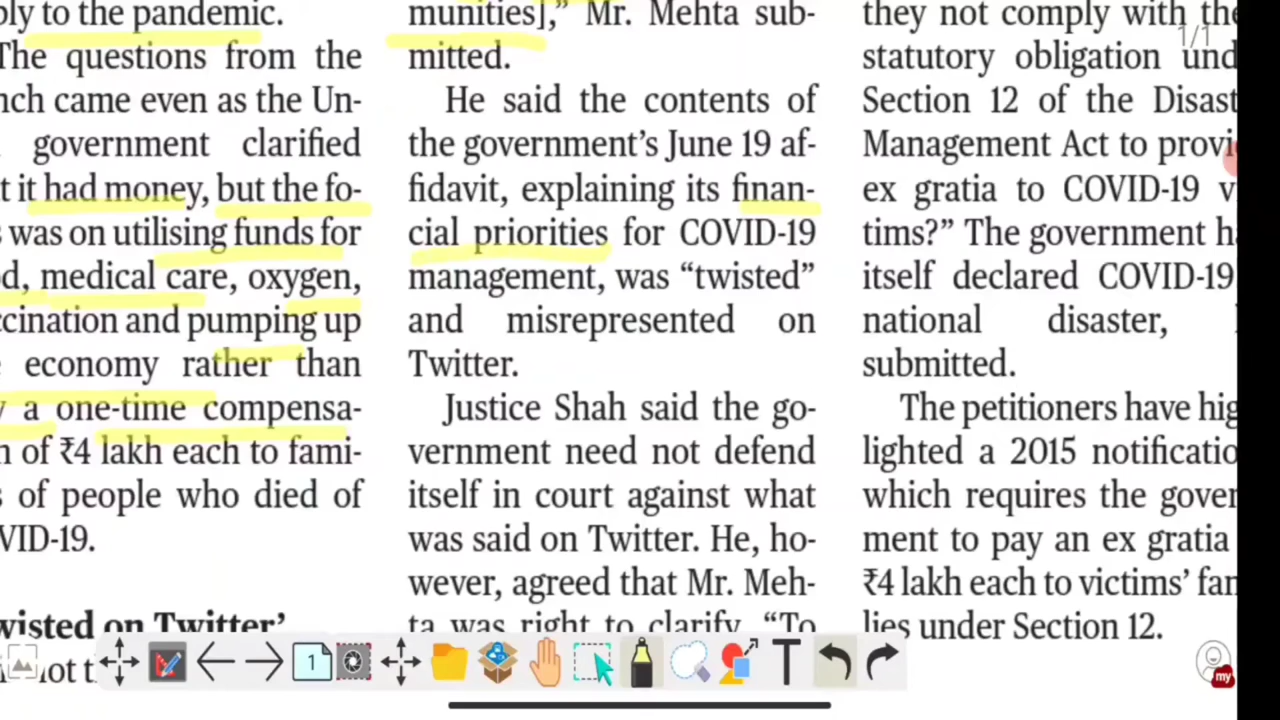 to the pandemic.
The questions from the
came even as the Un-
government clarified
it had money, but the fo-
was on utilising funds for
medical care, oxygen,
and pumping up
economy rather than
a one-time compensa-
of ₹4 lakh each to fami-
of people who died of
VID-19.
on Twitter’
munities],” Mr. Mehta sub-
mitted.
He said the contents of
the government’s June 19 af-
fidavit, explaining its finan-
cial priorities for COVID-19
management, was “twisted”
and misrepresented on
Twitter.
Justice Shah said the go-
vernment need not defend
itself in court against what
was said on Twitter. He, ho-
wever, agreed that Mr. Meh-
ta was right to clarify. “To
they not comply with the
statutory obligation und
Section 12 of the Disast
Management Act to provi
ex gratia to COVID-19 v
tims?” The government h
itself declared COVID-19
national disaster,
submitted.
The petitioners have hig
lighted a 2015 notificatio
which requires the gover
ment to pay an ex gratia
₹4 lakh each to victims’ fan
lies under Section 12.
1/1
1
T
my